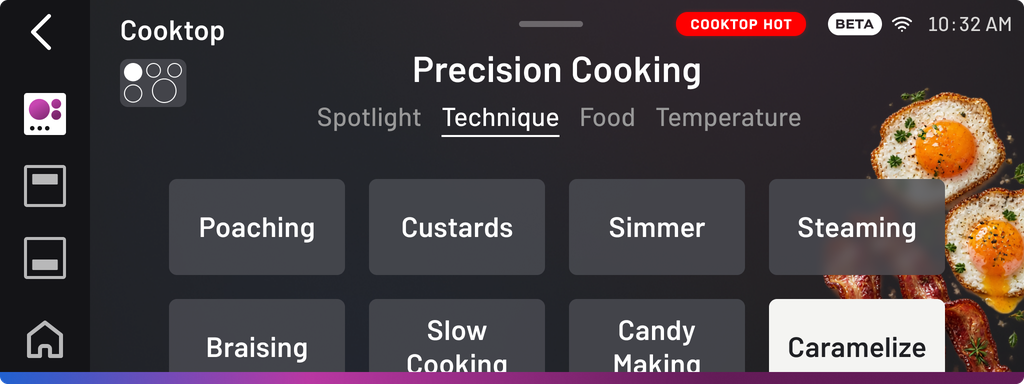 Cooktop
COOKTOP HOT
BETA
10:32 AM
Precision Cooking
Spotlight Technique Food Temperature
Poaching Custards Simmer Steaming
Braising Slow Cooking Candy Making Caramelize